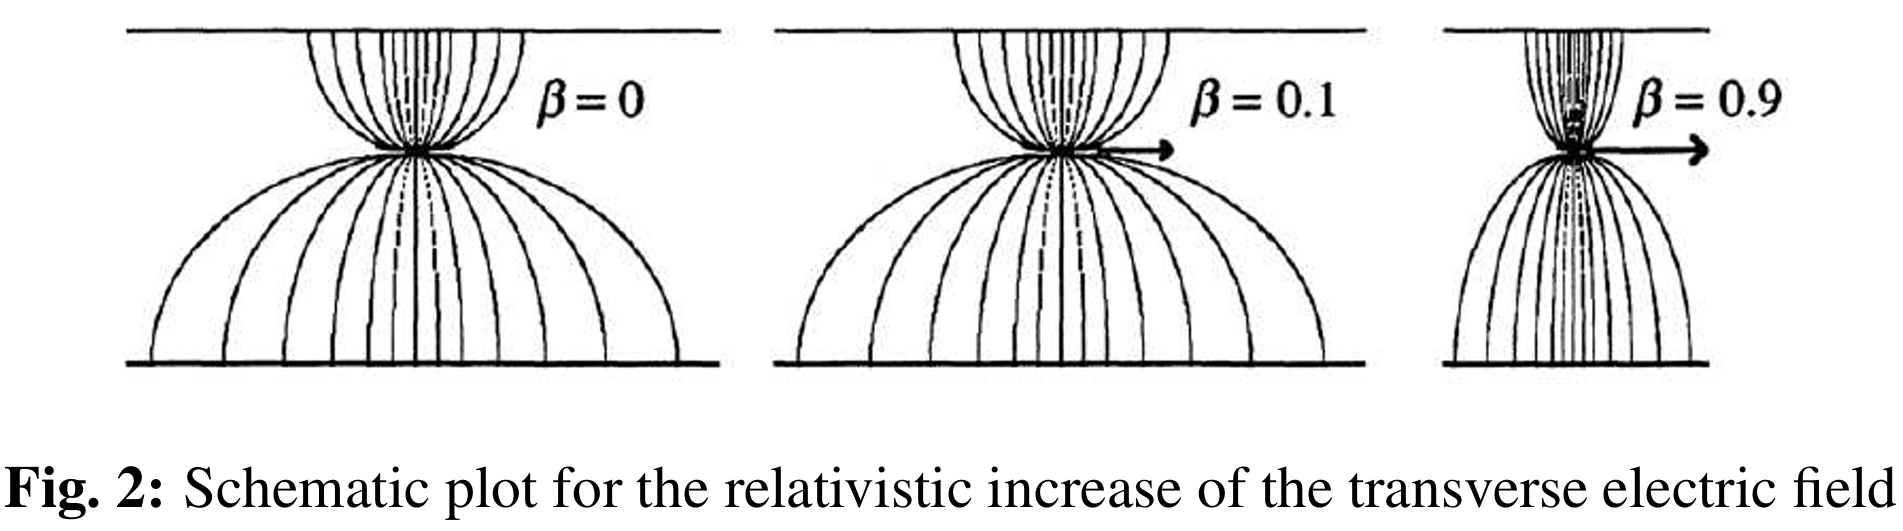 β = 0
β = 0.1
β = 0.9
Fig. 2: Schematic plot for the relativistic increase of the transverse electric field